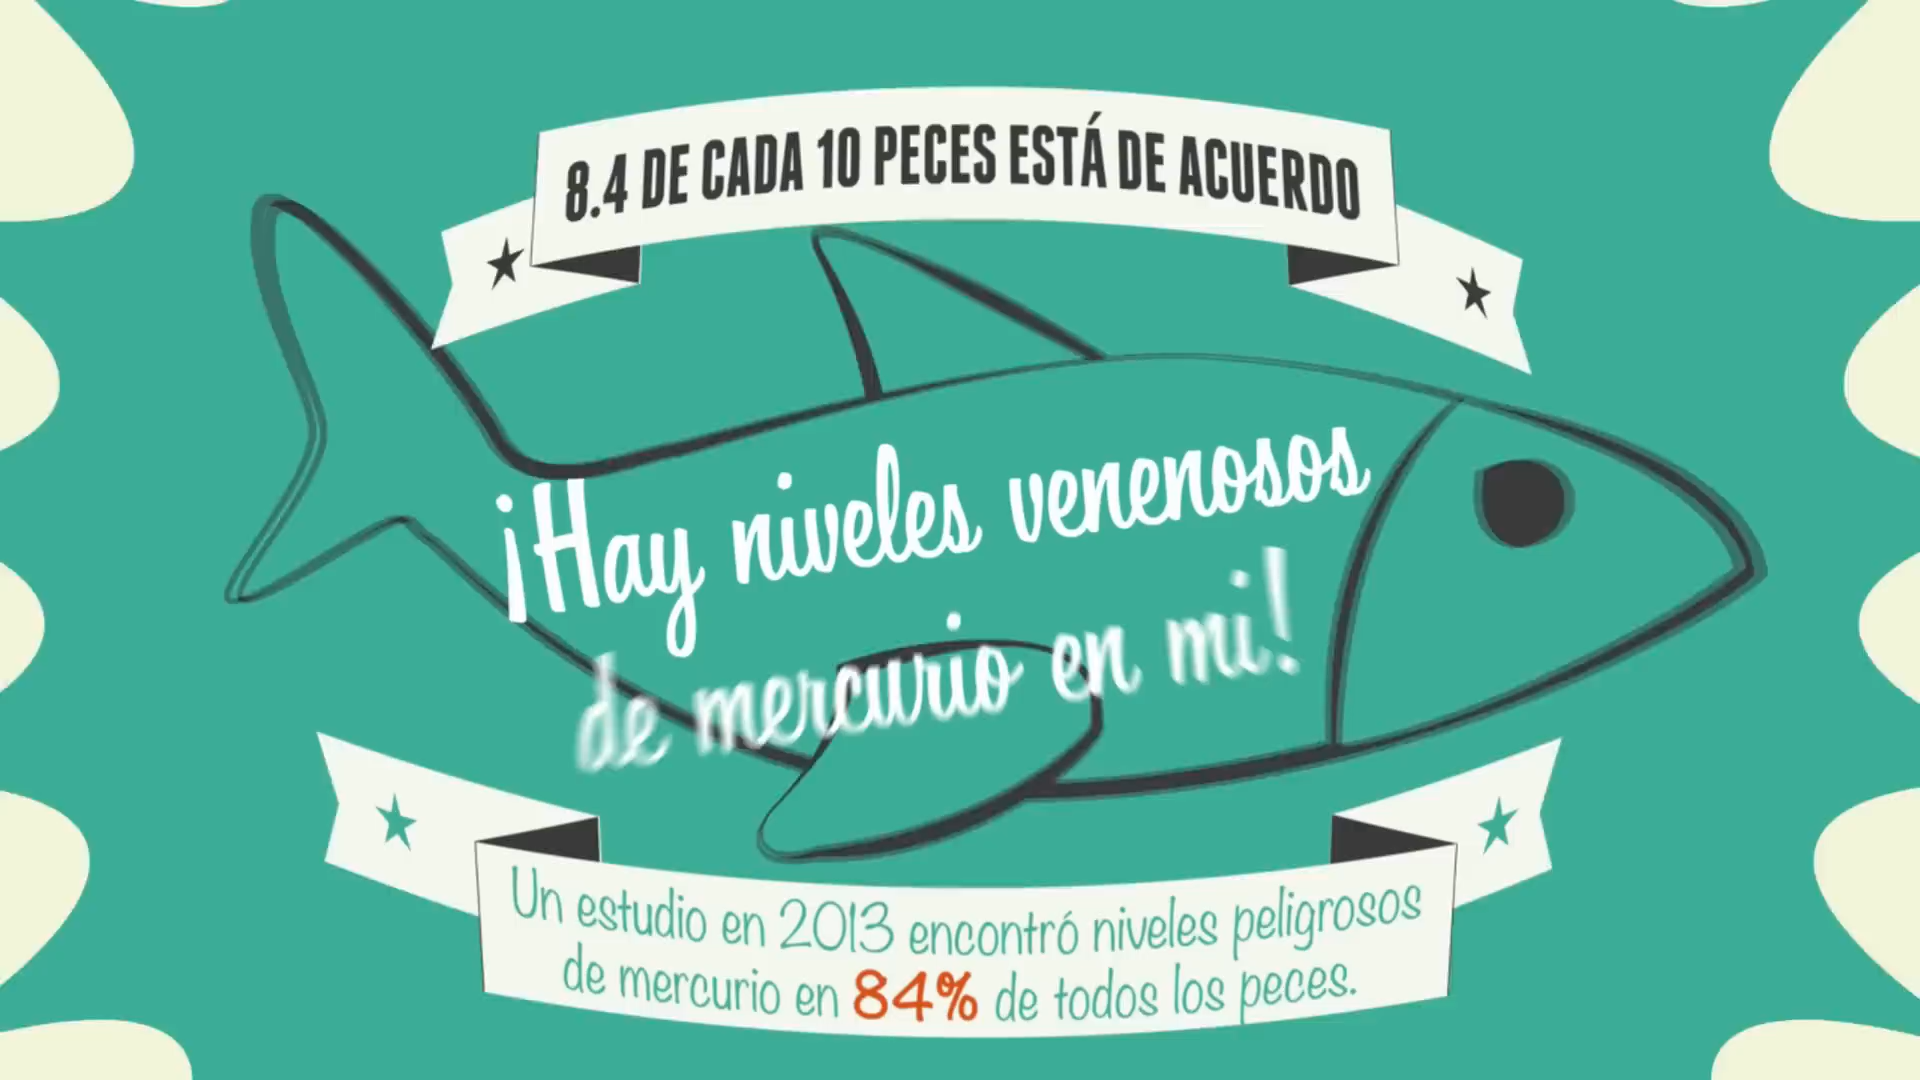 8.4 DE CADA 10 PECES ESTÁ DE ACUERDO
¡Hay niveles venenosos
de mercurio en mi!
Un estudio en 2013 encontró niveles peligrosos
de mercurio en 84% de todos los peces.